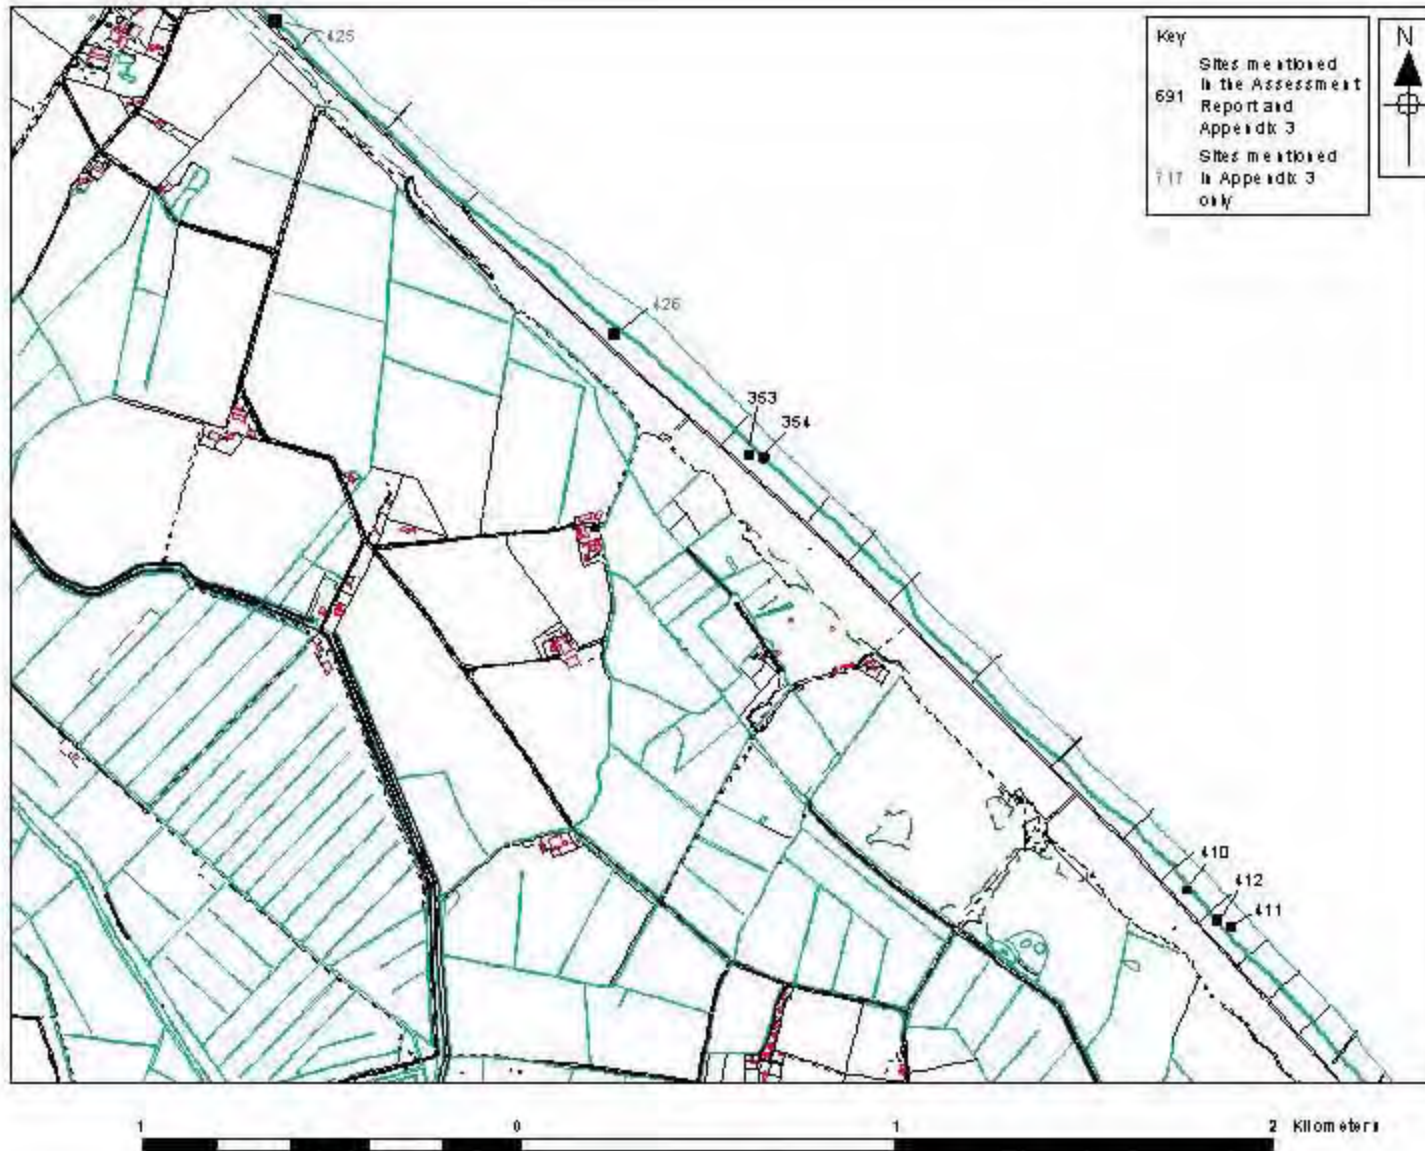 Key
N
Sites mentioned
in the Assessment
691
Report and
Appendix 3
Sites mentioned
717 in Appendix 3
only
425
426
353
354
410
412
411
1 0 1 2 Kilometers